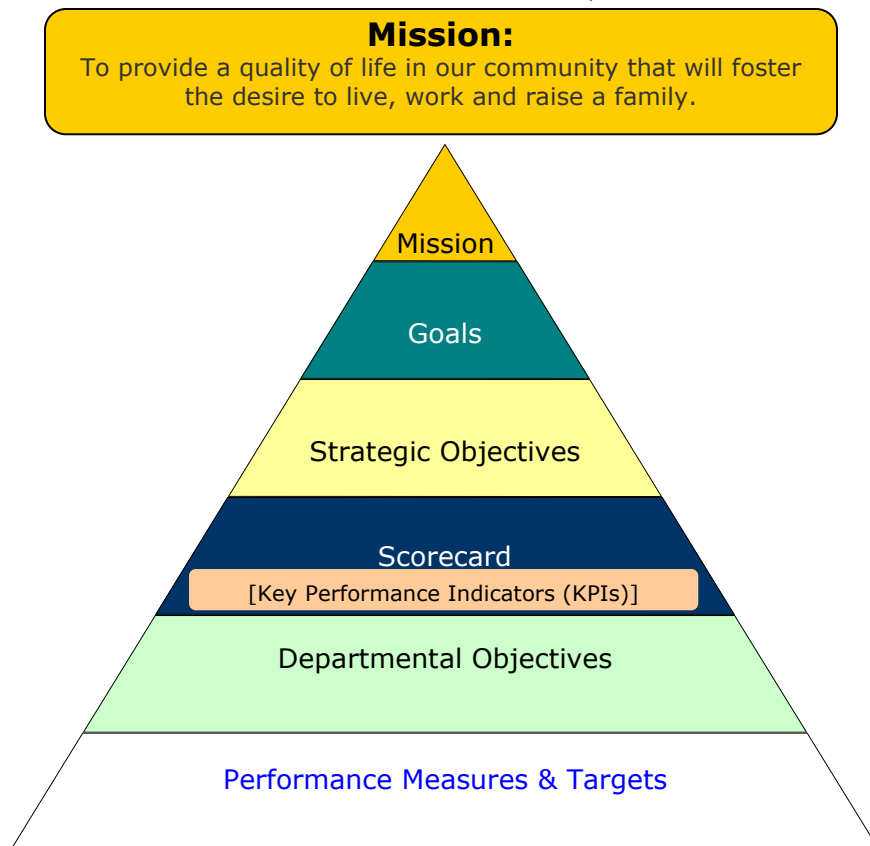 Mission:
To provide a quality of life in our community that will foster
the desire to live, work and raise a family.
Mission
Goals
Strategic Objectives
Scorecard
[Key Performance Indicators (KPIs)]
Departmental Objectives
Performance Measures & Targets